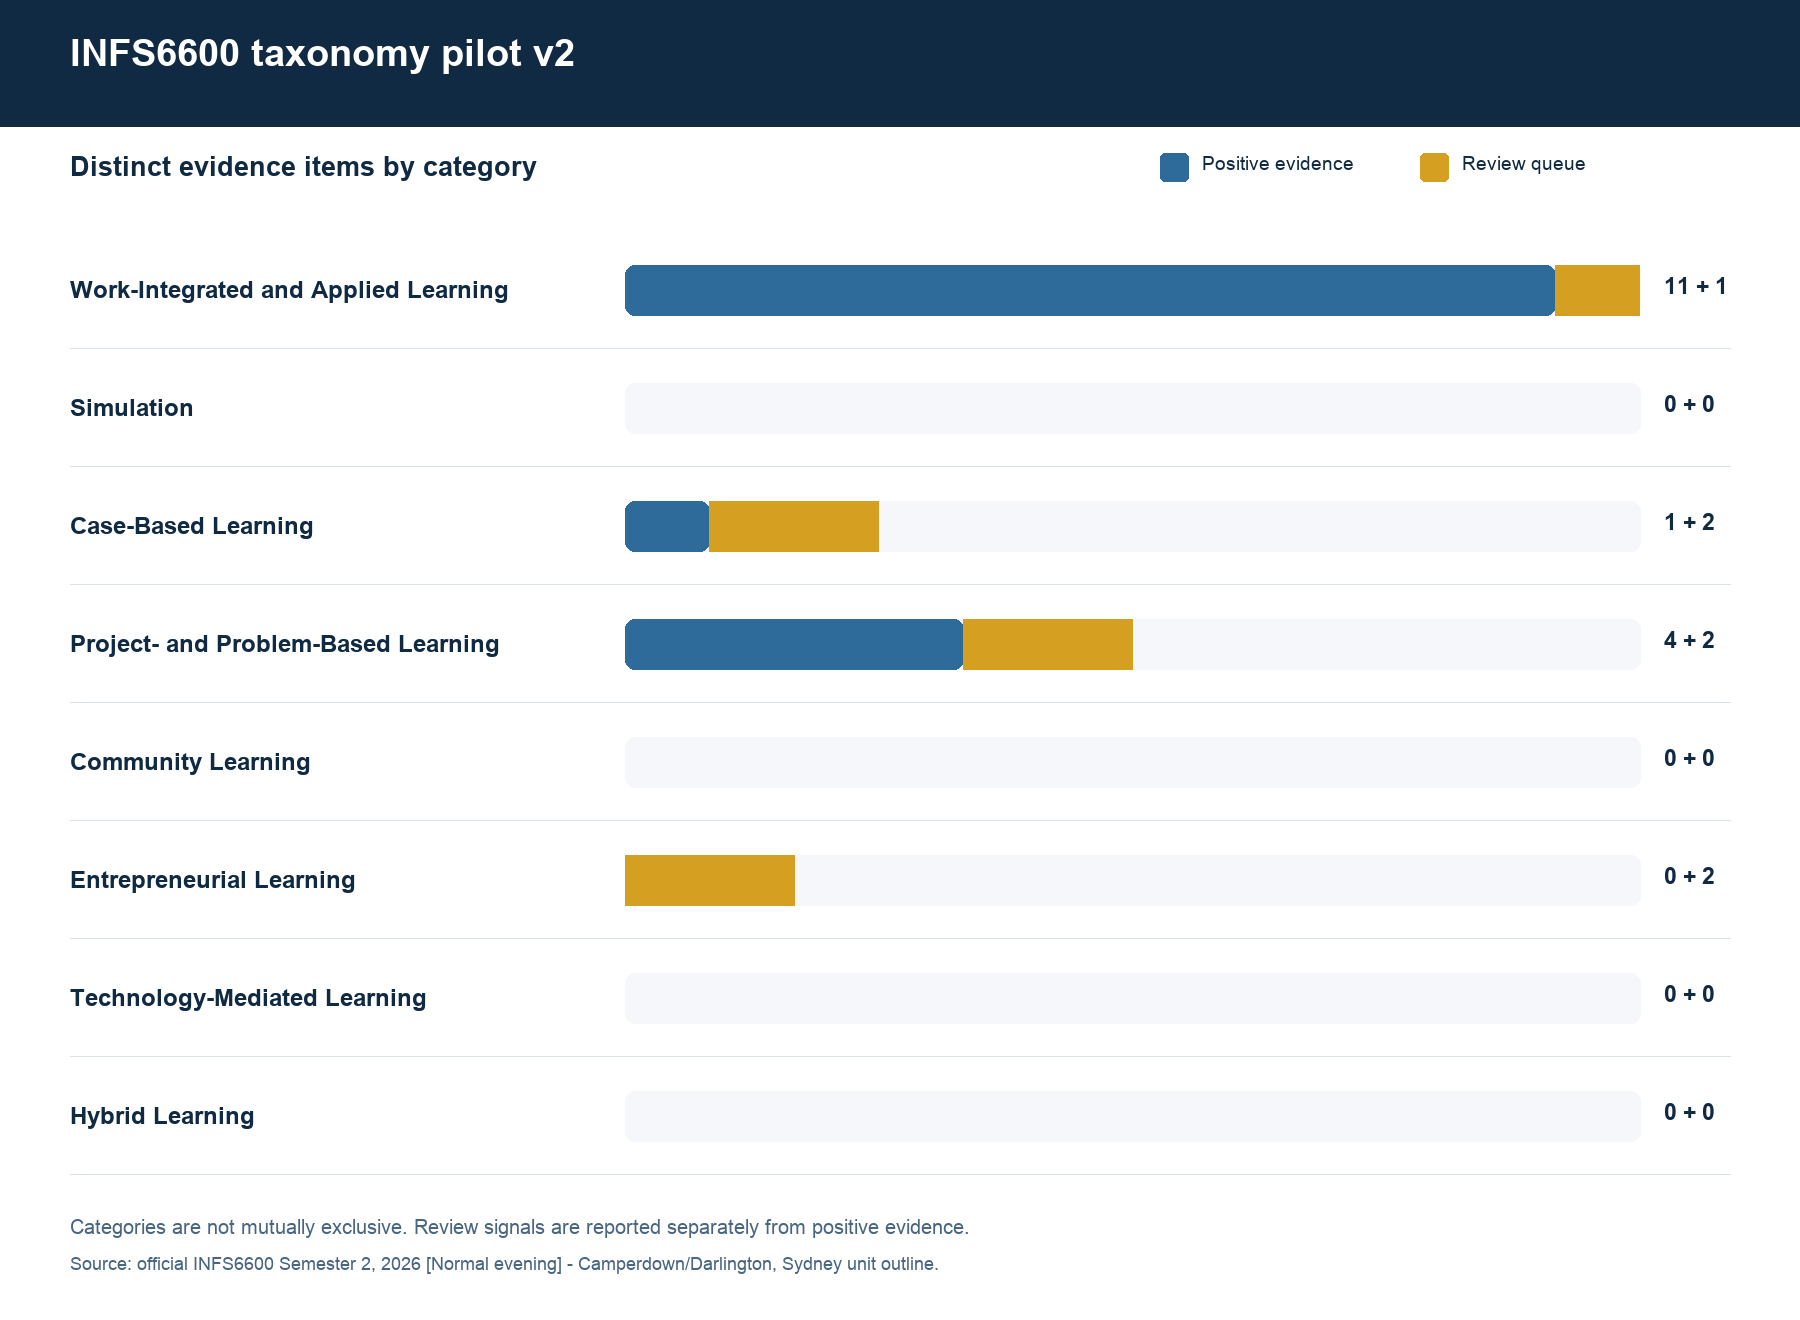 INFS6600 taxonomy pilot v2
Distinct evidence items by category
Positive evidence
Review queue
Work-Integrated and Applied Learning
11 + 1
Simulation
0 + 0
Case-Based Learning
1 + 2
Project- and Problem-Based Learning
4 + 2
Community Learning
0 + 0
Entrepreneurial Learning
0 + 2
Technology-Mediated Learning
0 + 0
Hybrid Learning
0 + 0
Categories are not mutually exclusive. Review signals are reported separately from positive evidence.
Source: official INFS6600 Semester 2, 2026 [Normal evening] - Camperdown/Darlington, Sydney unit outline.